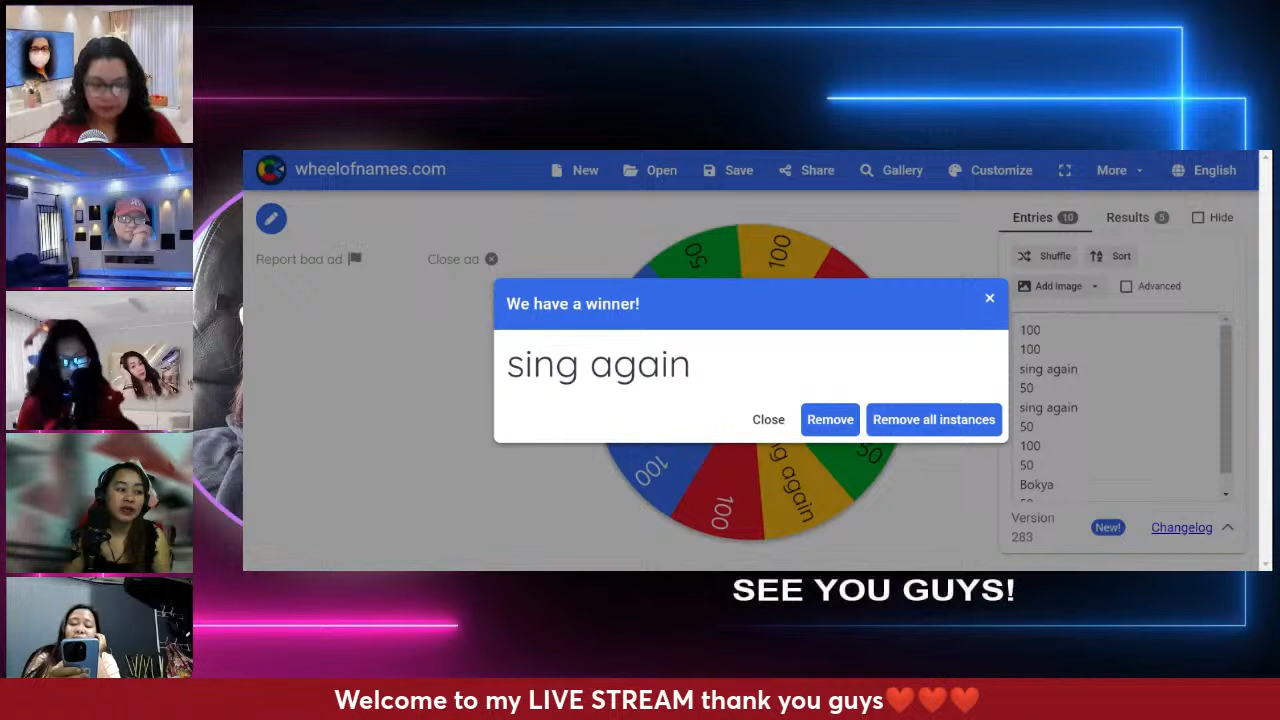 wheelofnames.com
New
Open
Save
Share
Gallery
Customize
More
English
Report bad ad
Close ad
Entries 10
Results 5
Hide
Shuffle
Sort
Add image
Advanced
50
100
We have a winner!
sing again
Close
Remove
Remove all instances
100
100
ng again
50
100
100
sing again
50
sing again
50
100
50
Bokya
Version
283
New!
Changelog
SEE YOU GUYS!
Welcome to my LIVE STREAM thank you guys❤️❤️❤️